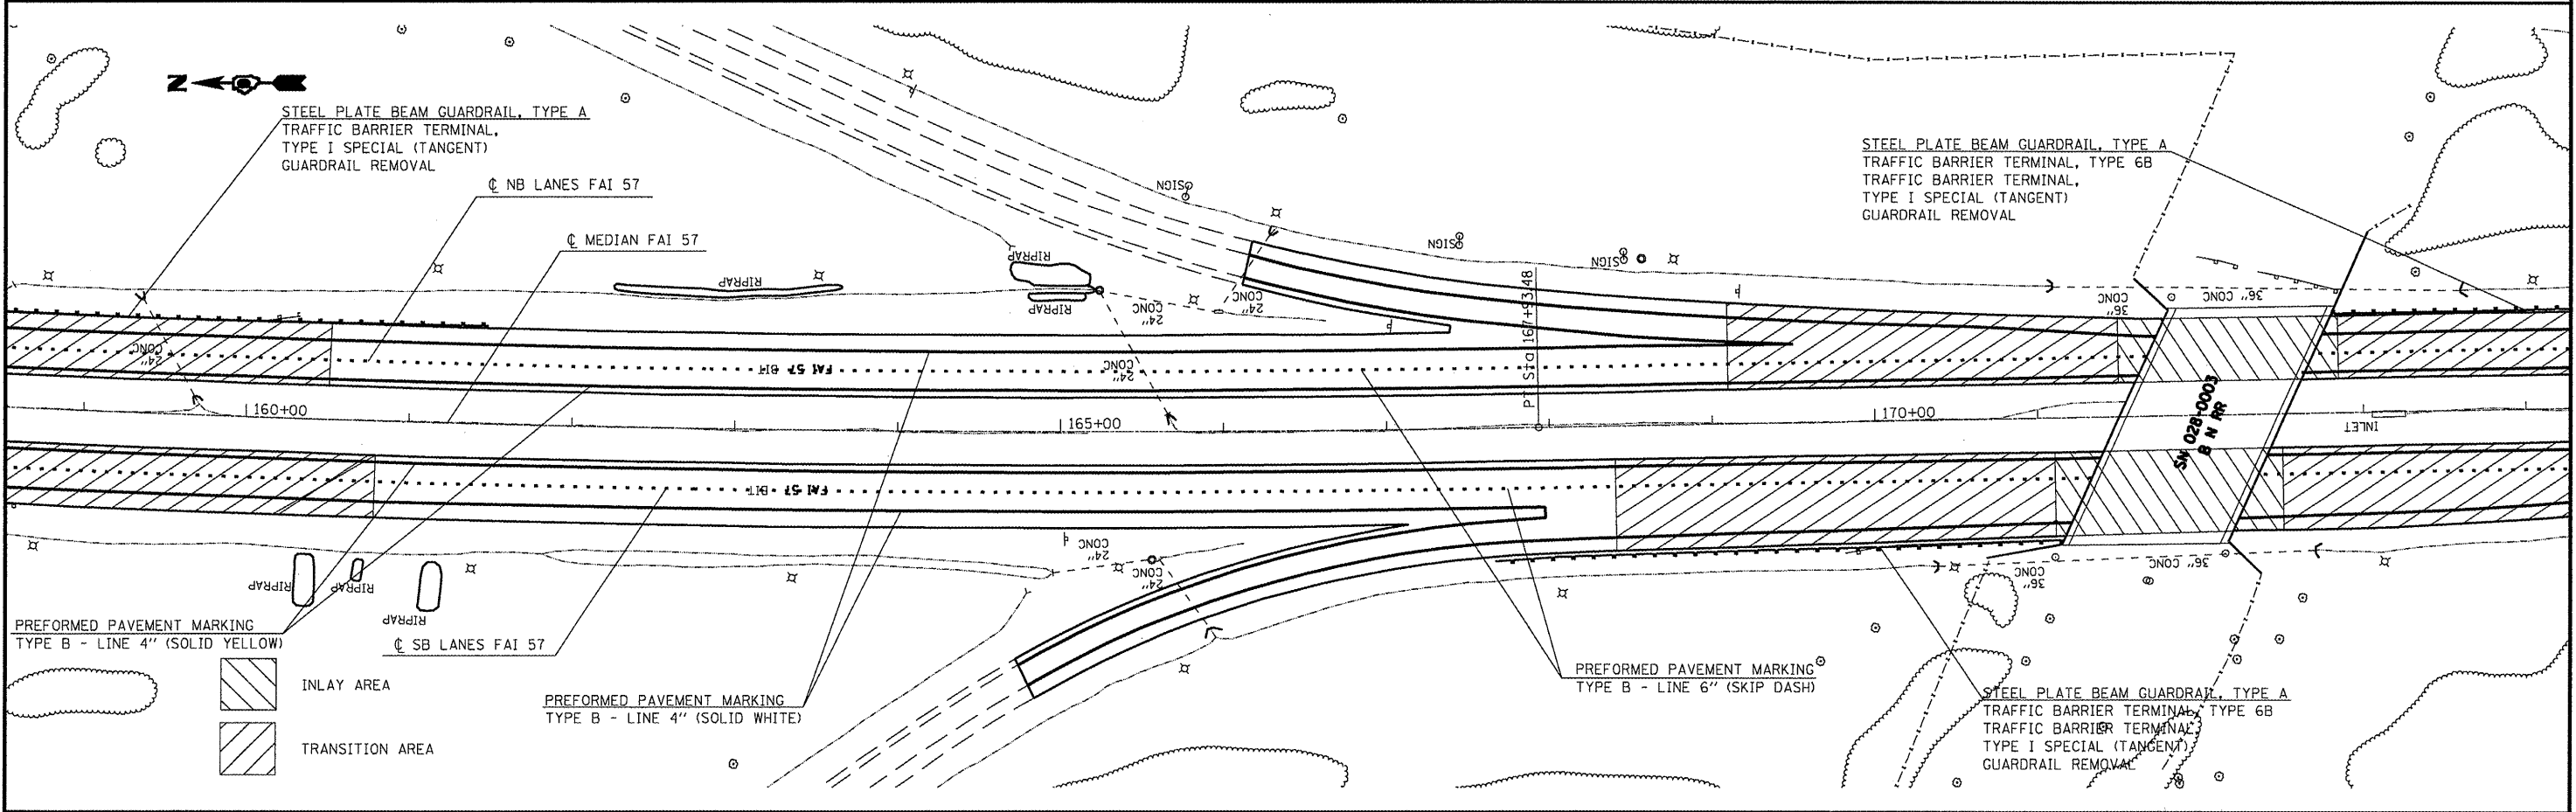 N
STEEL PLATE BEAM GUARDRAIL, TYPE A
TRAFFIC BARRIER TERMINAL,
TYPE I SPECIAL (TANGENT)
GUARDRAIL REMOVAL
℄ NB LANES FAI 57
℄ MEDIAN FAI 57
STEEL PLATE BEAM GUARDRAIL, TYPE A
TRAFFIC BARRIER TERMINAL, TYPE 6B
TRAFFIC BARRIER TERMINAL,
TYPE I SPECIAL (TANGENT)
GUARDRAIL REMOVAL
SIGN
SIGN
SIGN
RIPRAP
RIPRAP
RIPRAP
24" CONC
24" CONC
24" CONC
24" CONC
36" CONC
36" CONC
PT Sta 167+93.48
FAI 57 BIT
160+00
165+00
170+00
SN 028-0003
B N RR
INLET
FAI 57 BIT
24" CONC
24" CONC
36" CONC
36" CONC
RIPRAP
RIPRAP
RIPRAP
PREFORMED PAVEMENT MARKING
TYPE B - LINE 4" (SOLID YELLOW)
℄ SB LANES FAI 57
INLAY AREA
TRANSITION AREA
PREFORMED PAVEMENT MARKING
TYPE B - LINE 4" (SOLID WHITE)
PREFORMED PAVEMENT MARKING
TYPE B - LINE 6" (SKIP DASH)
STEEL PLATE BEAM GUARDRAIL, TYPE A
TRAFFIC BARRIER TERMINAL, TYPE 6B
TRAFFIC BARRIER TERMINAL,
TYPE I SPECIAL (TANGENT)
GUARDRAIL REMOVAL